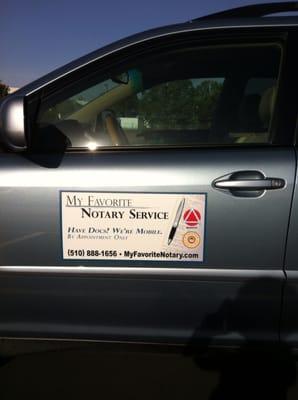 My Favorite
Notary Service
Have Docs? We're Mobile.
By Appointment Only
(510) 888-1656 • MyFavoriteNotary.com